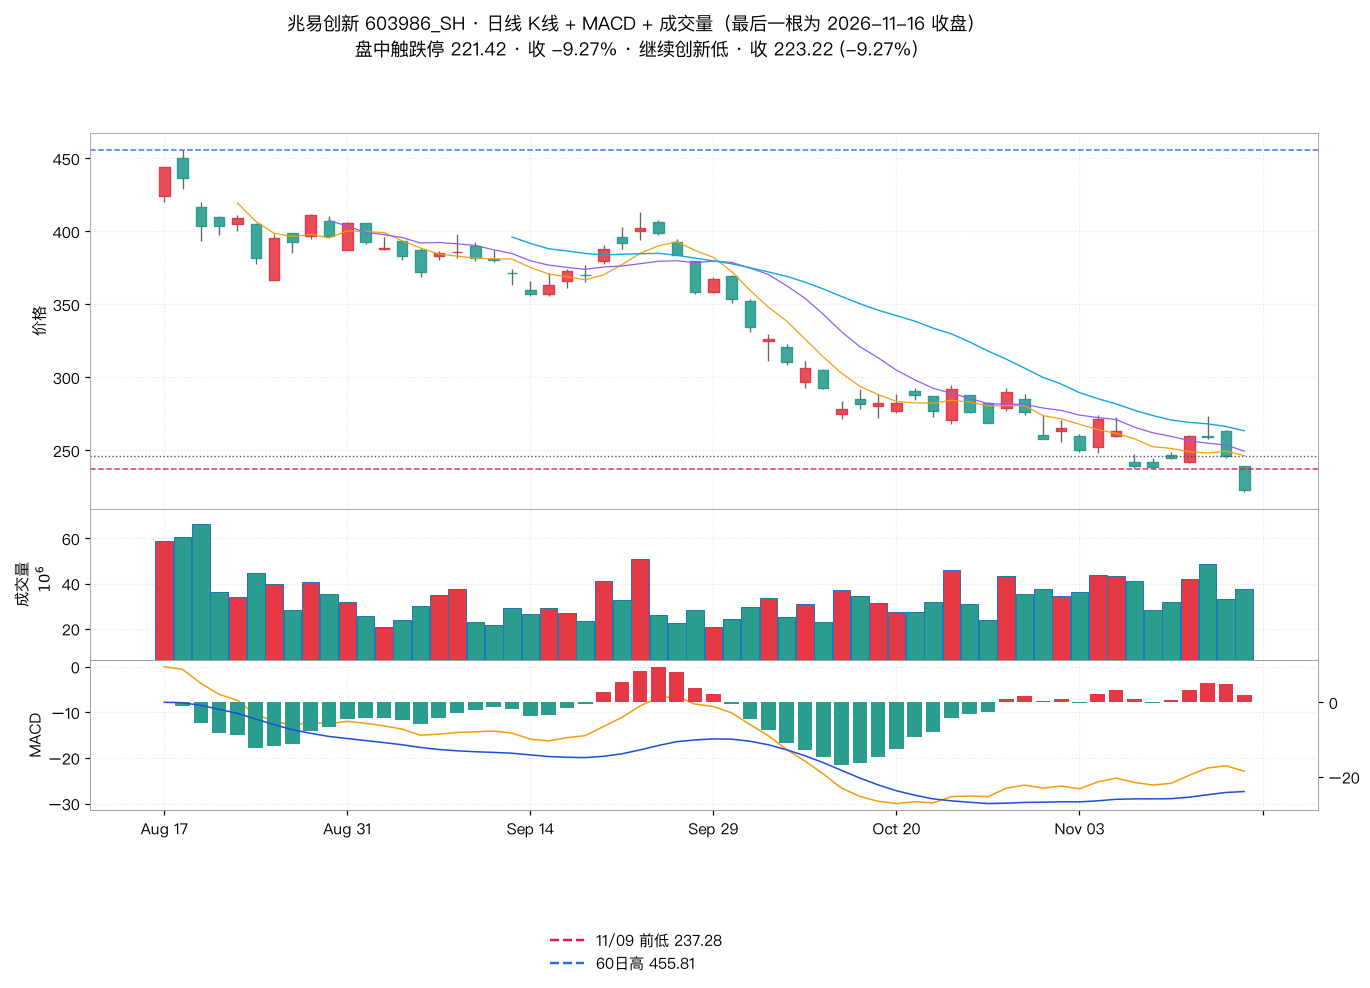 兆易创新 603986_SH · 日线 K线 + MACD + 成交量（最后一根为 2026−11−16 收盘）
盘中触跌停 221.42 · 收 −9.27% · 继续创新低 · 收 223.22 (−9.27%)
价格
450
400
350
300
250
成交量
10⁶
60
40
20
MACD
0
−10
−20
−30
0
−20
Aug 17
Aug 31
Sep 14
Sep 29
Oct 20
Nov 03
11/09 前低 237.28
60日高 455.81